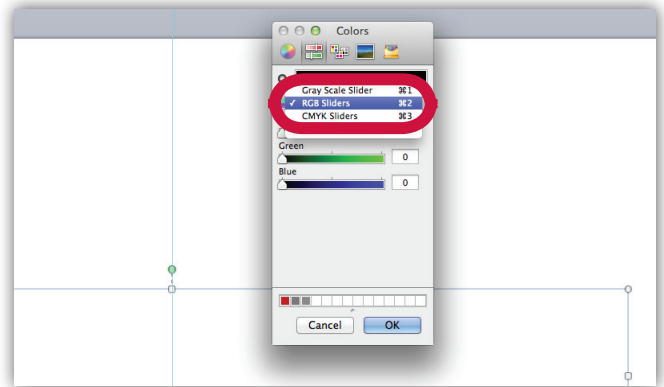 Colors
Gray Scale Slider ⌘1
✓ RGB Sliders ⌘2
CMYK Sliders ⌘3
Green
0
Blue
0
Cancel OK